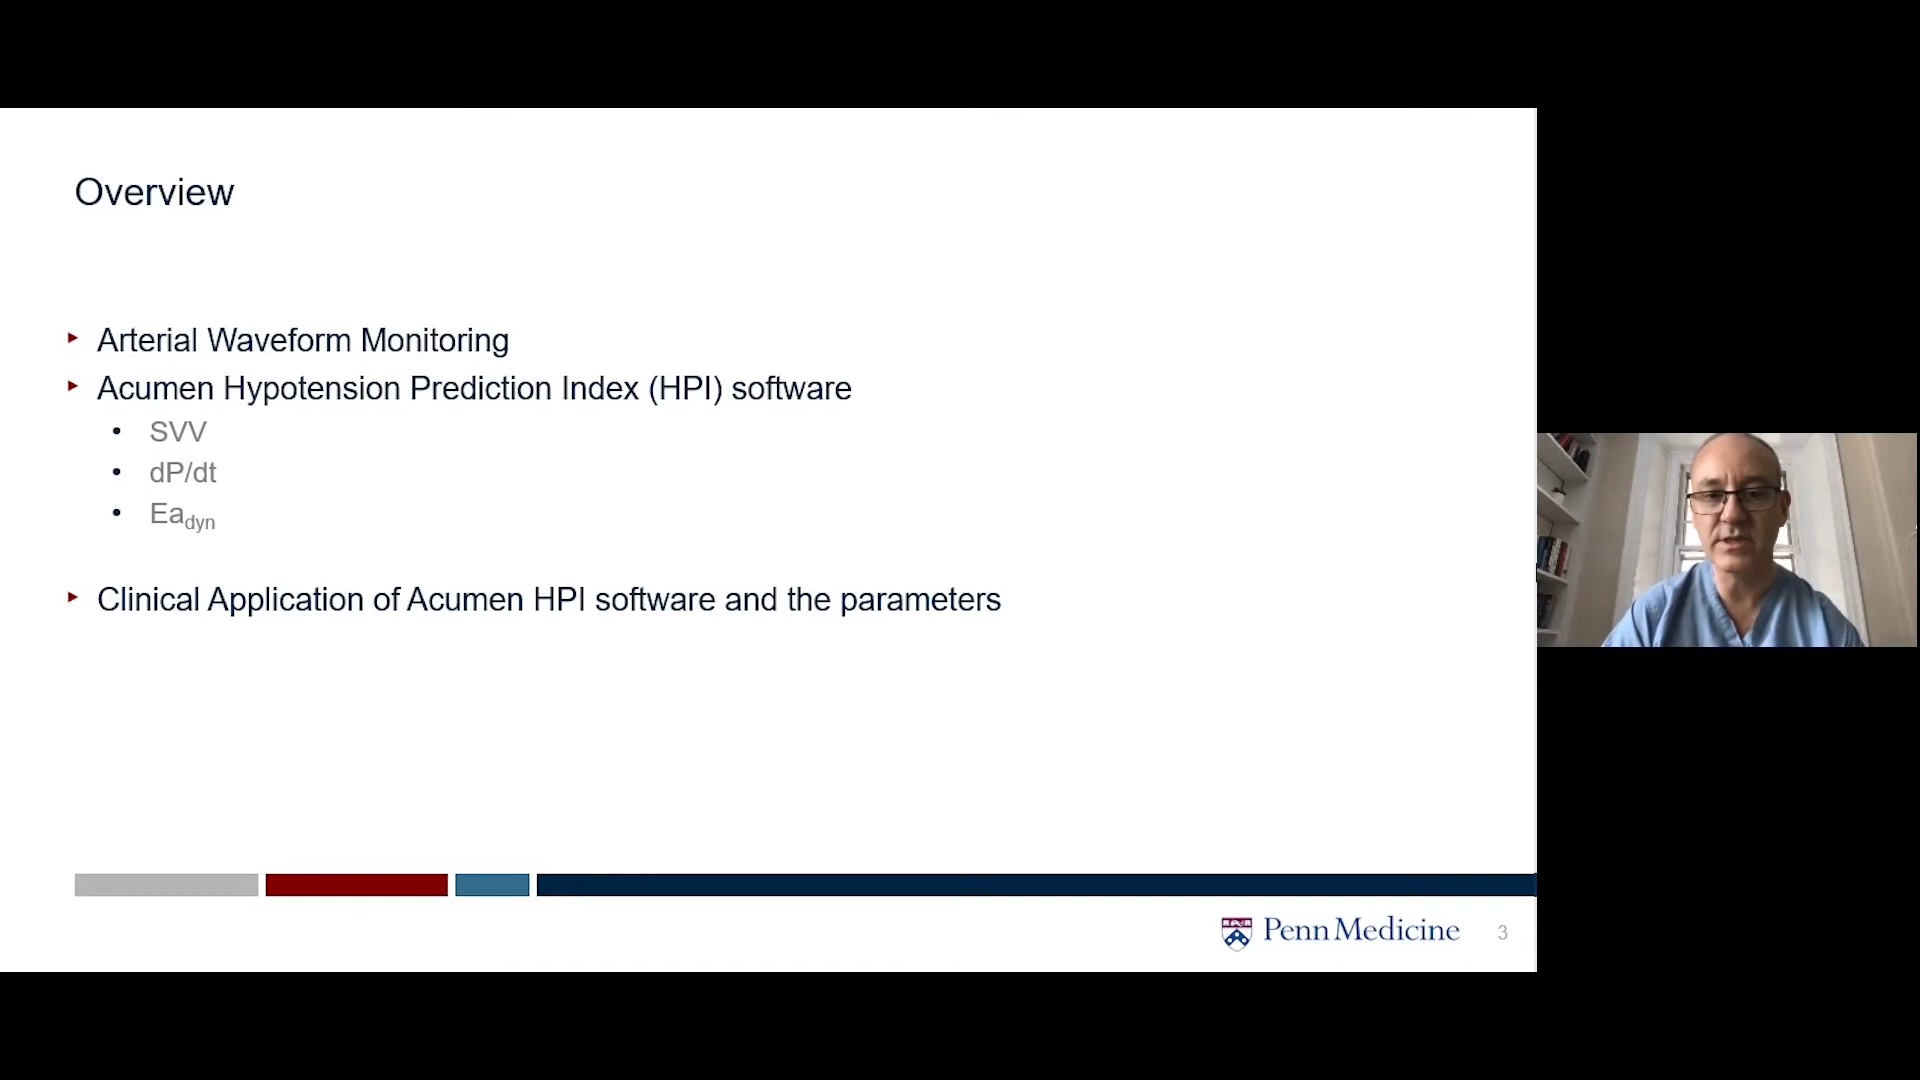 Overview
Arterial Waveform Monitoring
Acumen Hypotension Prediction Index (HPI) software
SVV
dP/dt
Eadyn
Clinical Application of Acumen HPI software and the parameters
Penn Medicine 3